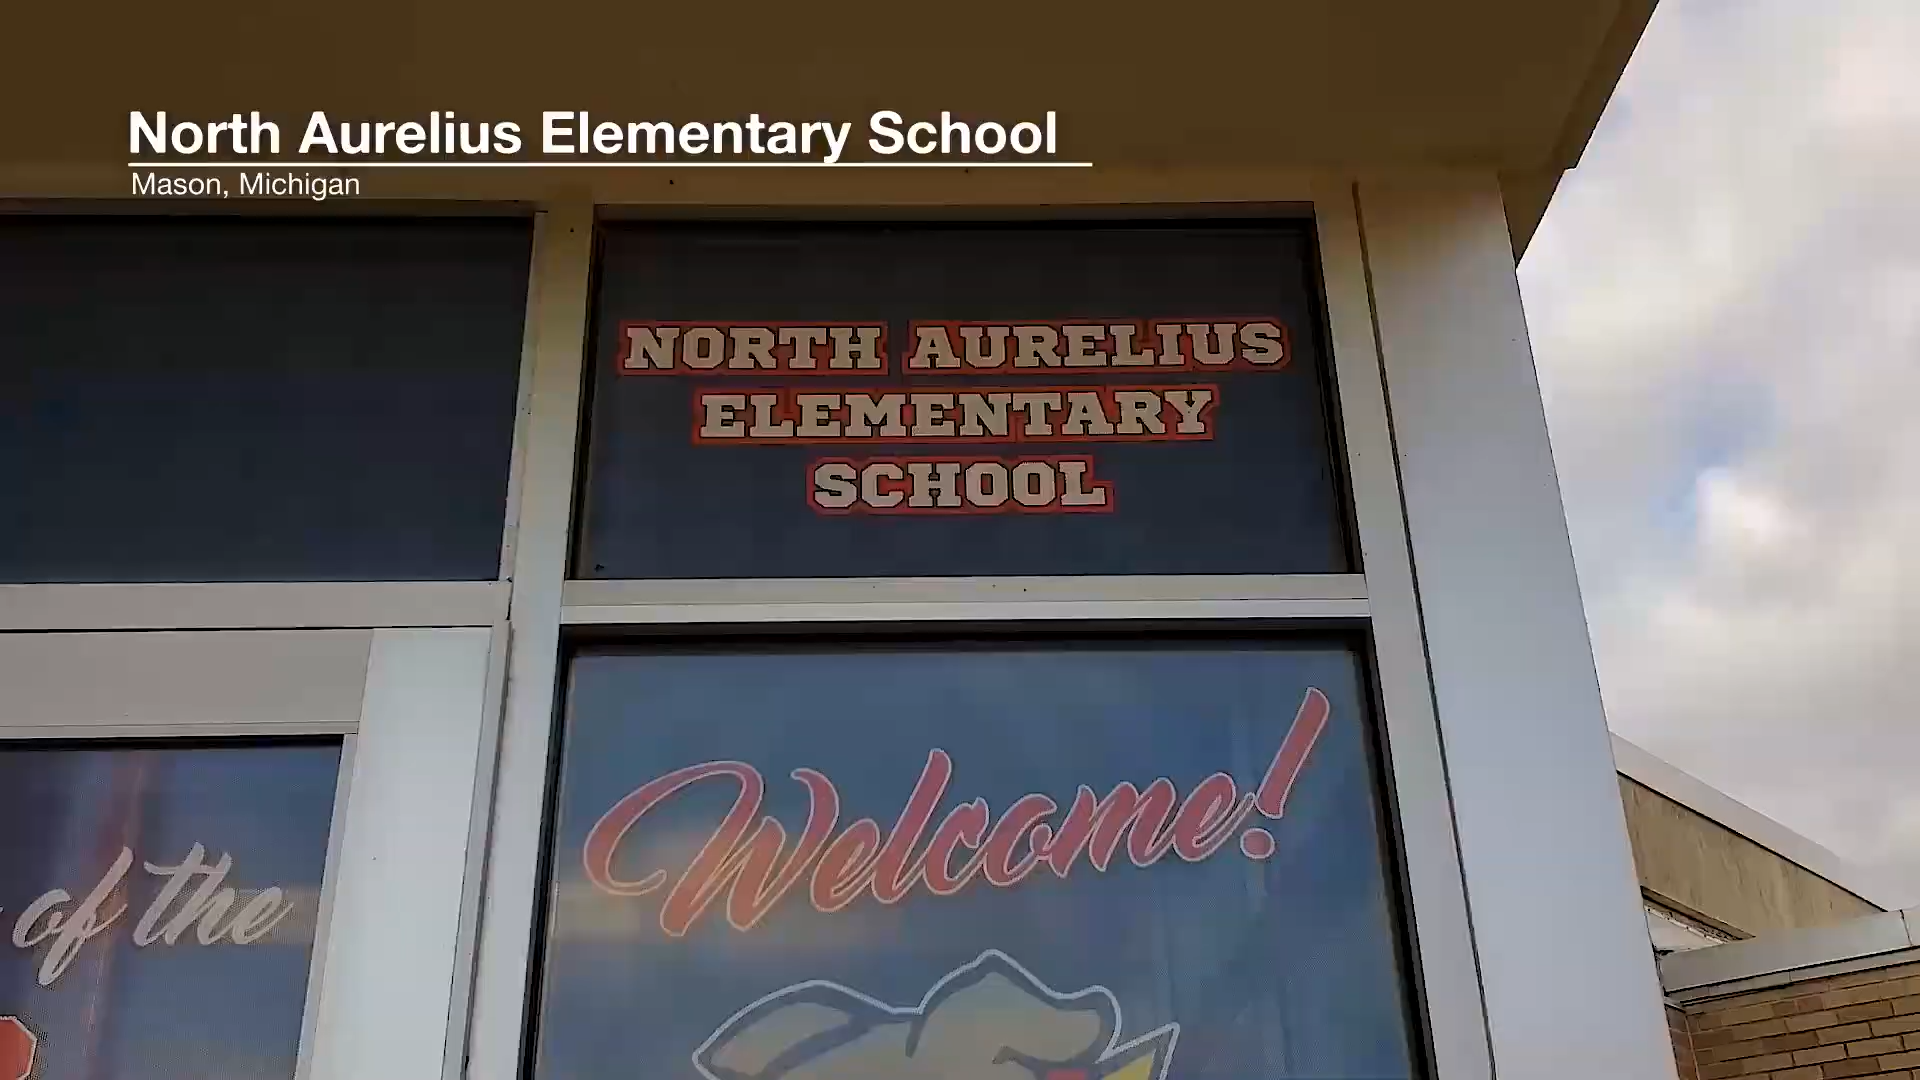 North Aurelius Elementary School
Mason, Michigan
NORTH AURELIUS
ELEMENTARY
SCHOOL
Welcome!
of the